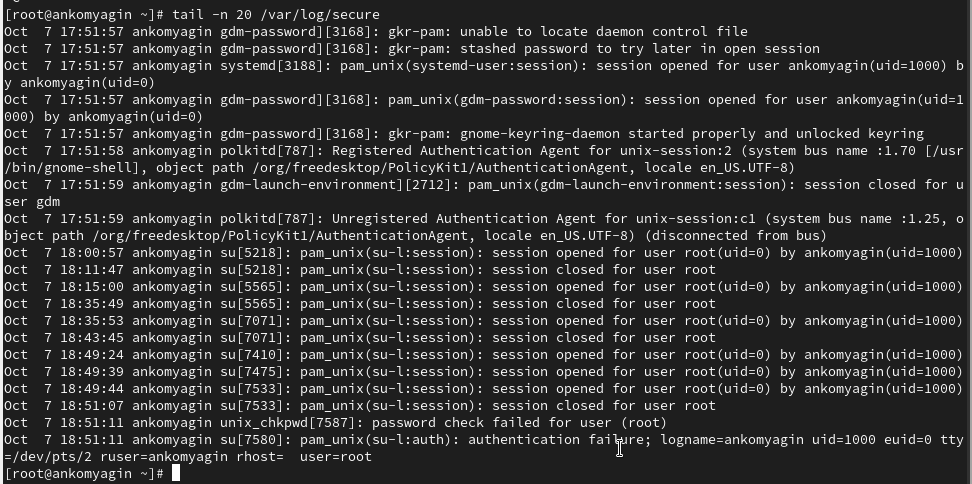 [root@ankomyagin ~]# tail -n 20 /var/log/secure
Oct  7 17:51:57 ankomyagin gdm-password][3168]: gkr-pam: unable to locate daemon control file
Oct  7 17:51:57 ankomyagin gdm-password][3168]: gkr-pam: stashed password to try later in open session
Oct  7 17:51:57 ankomyagin systemd[3188]: pam_unix(systemd-user:session): session opened for user ankomyagin(uid=1000) b
y ankomyagin(uid=0)
Oct  7 17:51:57 ankomyagin gdm-password][3168]: pam_unix(gdm-password:session): session opened for user ankomyagin(uid=1
000) by ankomyagin(uid=0)
Oct  7 17:51:57 ankomyagin gdm-password][3168]: gkr-pam: gnome-keyring-daemon started properly and unlocked keyring
Oct  7 17:51:58 ankomyagin polkitd[787]: Registered Authentication Agent for unix-session:2 (system bus name :1.70 [/usr
/bin/gnome-shell], object path /org/freedesktop/PolicyKit1/AuthenticationAgent, locale en_US.UTF-8)
Oct  7 17:51:59 ankomyagin gdm-launch-environment][2712]: pam_unix(gdm-launch-environment:session): session closed for u
ser gdm
Oct  7 17:51:59 ankomyagin polkitd[787]: Unregistered Authentication Agent for unix-session:c1 (system bus name :1.25, o
bject path /org/freedesktop/PolicyKit1/AuthenticationAgent, locale en_US.UTF-8) (disconnected from bus)
Oct  7 18:00:57 ankomyagin su[5218]: pam_unix(su-l:session): session opened for user root(uid=0) by ankomyagin(uid=1000)
Oct  7 18:11:47 ankomyagin su[5218]: pam_unix(su-l:session): session closed for user root
Oct  7 18:15:00 ankomyagin su[5565]: pam_unix(su-l:session): session opened for user root(uid=0) by ankomyagin(uid=1000)
Oct  7 18:35:49 ankomyagin su[5565]: pam_unix(su-l:session): session closed for user root
Oct  7 18:35:53 ankomyagin su[7071]: pam_unix(su-l:session): session opened for user root(uid=0) by ankomyagin(uid=1000)
Oct  7 18:43:45 ankomyagin su[7071]: pam_unix(su-l:session): session closed for user root
Oct  7 18:49:24 ankomyagin su[7410]: pam_unix(su-l:session): session opened for user root(uid=0) by ankomyagin(uid=1000)
Oct  7 18:49:39 ankomyagin su[7475]: pam_unix(su-l:session): session opened for user root(uid=0) by ankomyagin(uid=1000)
Oct  7 18:49:44 ankomyagin su[7533]: pam_unix(su-l:session): session opened for user root(uid=0) by ankomyagin(uid=1000)
Oct  7 18:51:07 ankomyagin su[7533]: pam_unix(su-l:session): session closed for user root
Oct  7 18:51:11 ankomyagin unix_chkpwd[7587]: password check failed for user (root)
Oct  7 18:51:11 ankomyagin su[7580]: pam_unix(su-l:auth): authentication failure; logname=ankomyagin uid=1000 euid=0 tty
=/dev/pts/2 ruser=ankomyagin rhost=  user=root
[root@ankomyagin ~]#